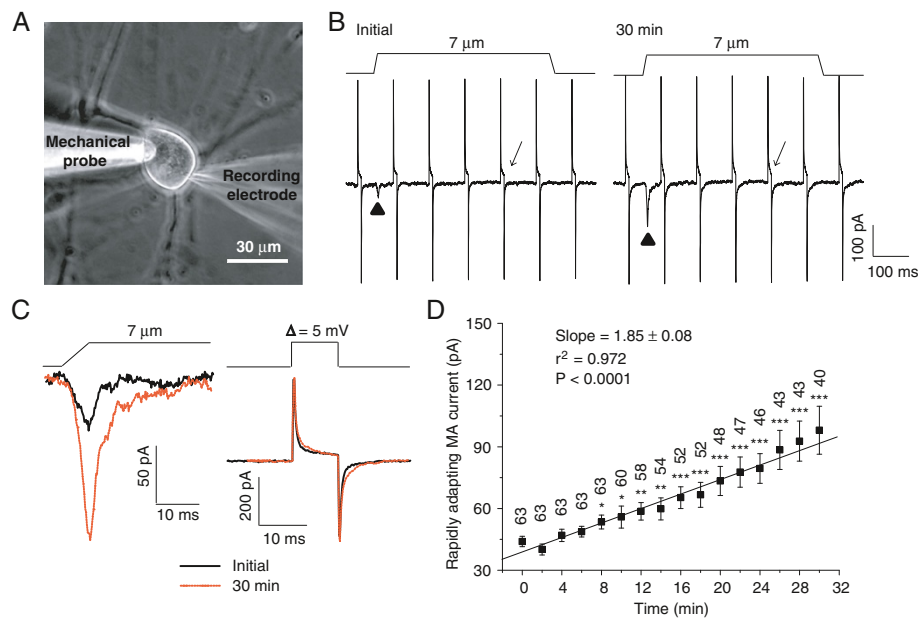 A
Mechanical
probe
Recording
electrode
30 μm
B
Initial
7 μm
30 min
7 μm
100 pA
100 ms
C
7 μm
Δ = 5 mV
50 pA
10 ms
200 pA
10 ms
Initial
30 min
D
Rapidly adapting MA current (pA)
150
120
90
60
30
Slope = 1.85 ± 0.08
r² = 0.972
P < 0.0001
63 63 63 63 63 60 58 54 52 52 48 47 46 43 43 40
* * ** ** *** *** *** *** *** *** *** ***
0 4 8 12 16 20 24 28 32
Time (min)